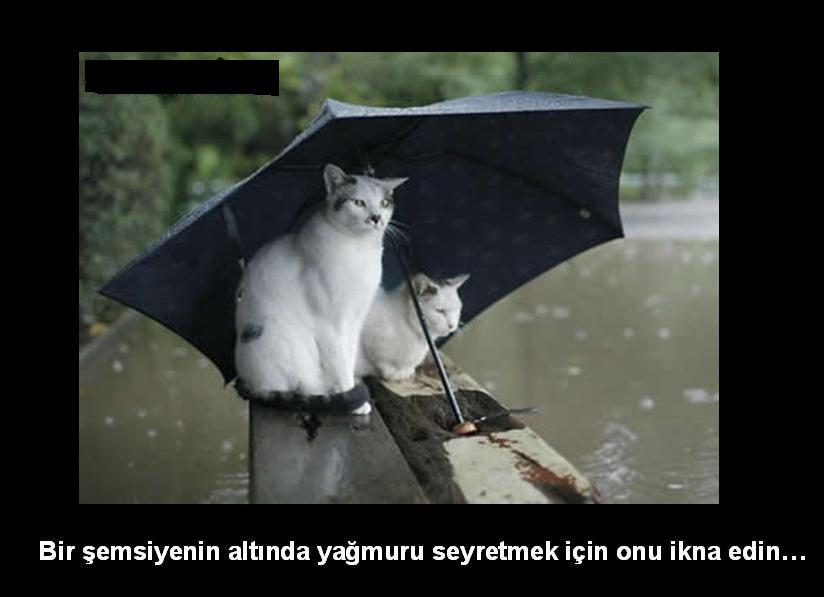 Bir şemsiyenin altında yağmuru seyretmek için onu ikna edin…